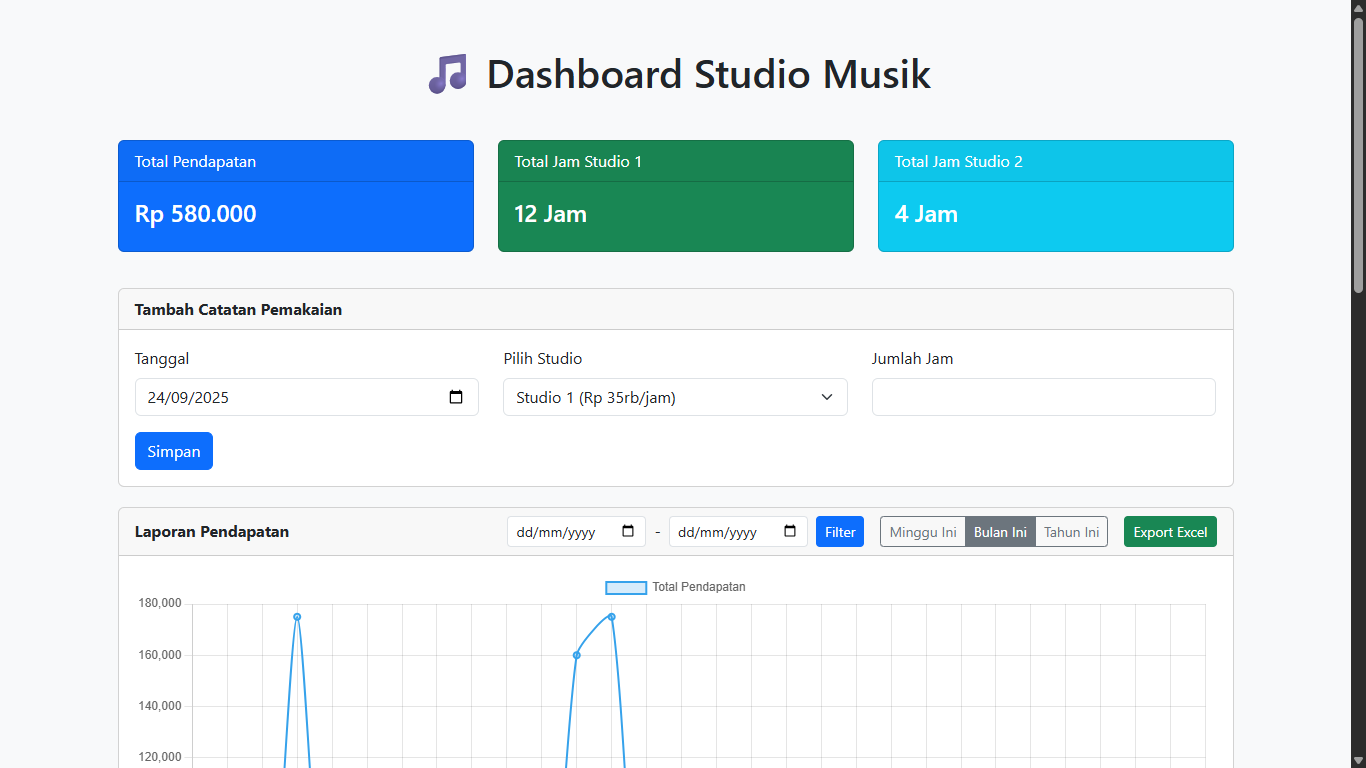 Dashboard Studio Musik
Total Pendapatan
Rp 580.000
Total Jam Studio 1
12 Jam
Total Jam Studio 2
4 Jam
Tambah Catatan Pemakaian
Tanggal
24/09/2025
Pilih Studio
Studio 1 (Rp 35rb/jam)
Jumlah Jam
Simpan
Laporan Pendapatan
dd/mm/yyyy - dd/mm/yyyy Filter Minggu Ini Bulan Ini Tahun Ini Export Excel
Total Pendapatan
180,000
160,000
140,000
120,000